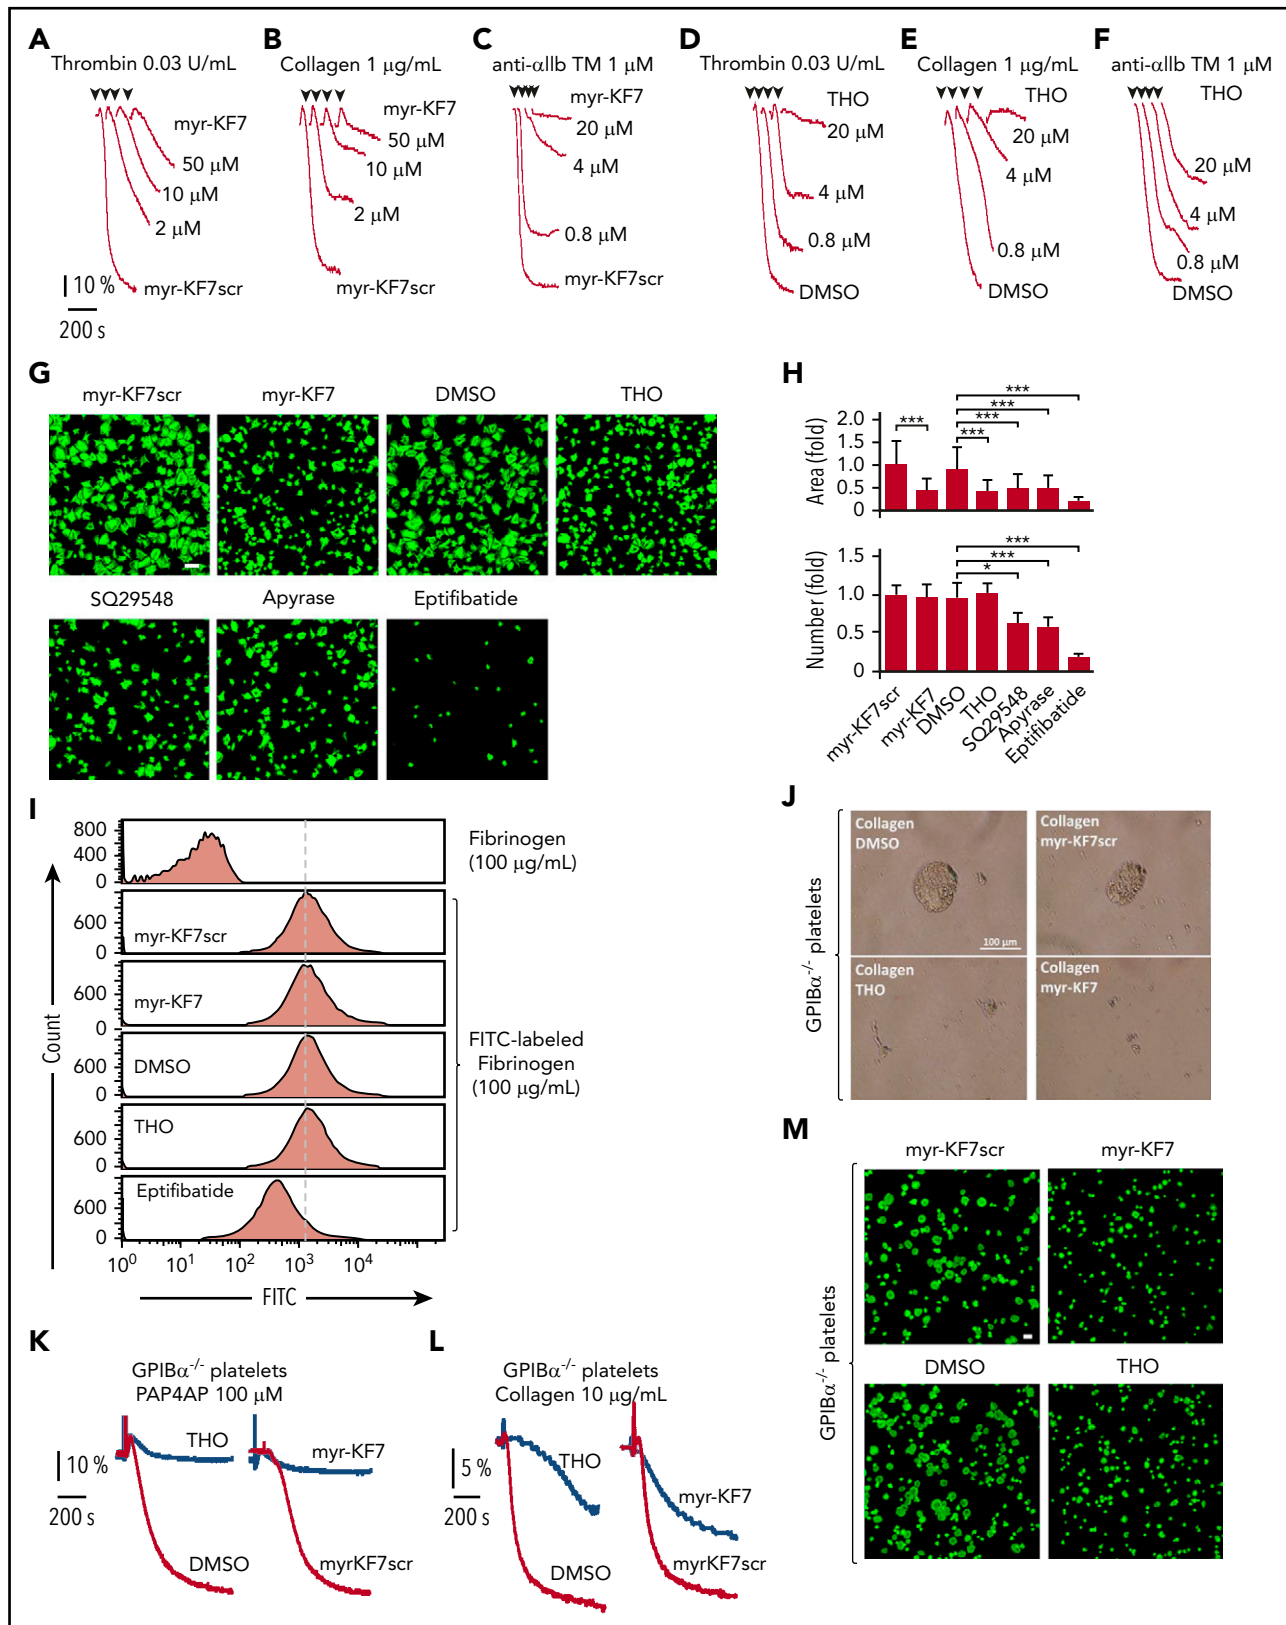 A
Thrombin 0.03 U/mL
myr-KF7
50 μM
10 μM
2 μM
myr-KF7scr
10 %
200 s
B
Collagen 1 μg/mL
myr-KF7
50 μM
10 μM
2 μM
myr-KF7scr
C
anti-αIIb TM 1 μM
myr-KF7
20 μM
4 μM
0.8 μM
myr-KF7scr
D
Thrombin 0.03 U/mL
THO
20 μM
4 μM
0.8 μM
DMSO
E
Collagen 1 μg/mL
THO
20 μM
4 μM
0.8 μM
DMSO
F
anti-αIIb TM 1 μM
THO
20 μM
4 μM
0.8 μM
DMSO
G
myr-KF7scr
myr-KF7
DMSO
THO
SQ29548
Apyrase
Eptifibatide
H
Area (fold)
2.0
1.5
1.0
0.5
0
***
***
***
***
***
Number (fold)
1.5
1.0
0.5
0
***
***
*
myr-KF7scr
myr-KF7
DMSO
THO
SQ29548
Apyrase
Eptifibatide
I
Count
800
400
0
Fibrinogen
(100 μg/mL)
600
0
myr-KF7scr
600
0
myr-KF7
600
0
DMSO
600
0
THO
600
0
Eptifibatide
FITC-labeled
Fibrinogen
(100 μg/mL)
10⁰
10¹
10²
10³
10⁴
FITC
J
GPIBα⁻/⁻ platelets
Collagen
DMSO
100 μm
Collagen
myr-KF7scr
Collagen
THO
Collagen
myr-KF7
K
GPIBα⁻/⁻ platelets
PAP4AP 100 μM
THO
myr-KF7
10 %
200 s
DMSO
myrKF7scr
L
GPIBα⁻/⁻ platelets
Collagen 10 μg/mL
THO
myr-KF7
5 %
200 s
DMSO
myrKF7scr
M
GPIBα⁻/⁻ platelets
myr-KF7scr
myr-KF7
DMSO
THO